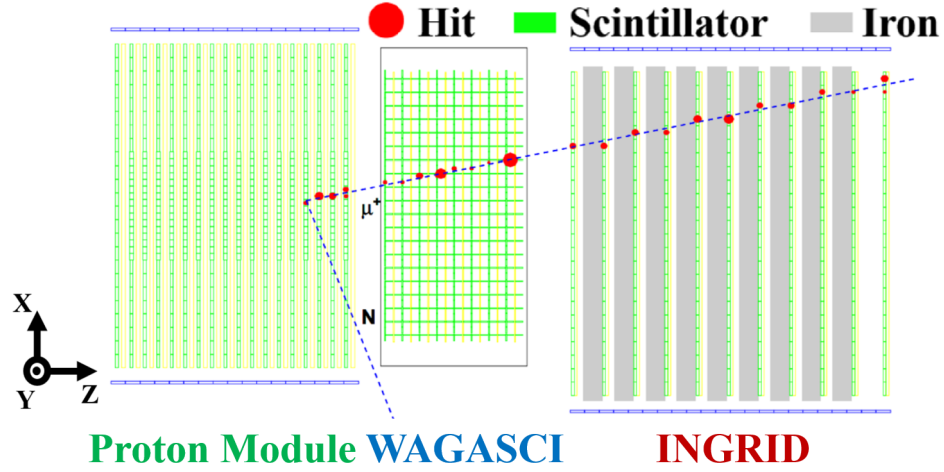 Hit Scintillator Iron
μ+
N
X
Y Z
Proton Module WAGASCI INGRID